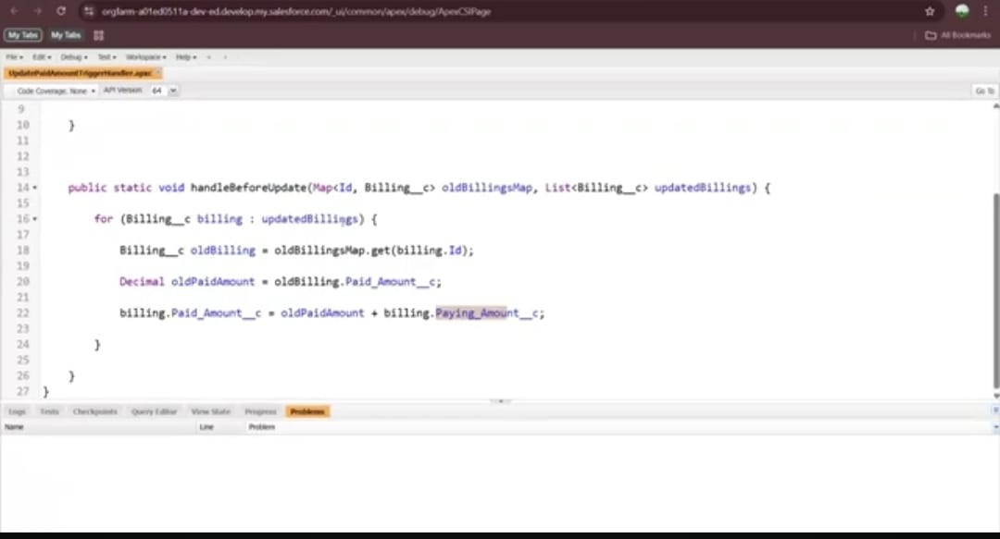 orgfarm-a01ed0511a-dev-ed.develop.my.salesforce.com/_ui/common/apex/debug/ApexCSIPage
My Tabs My Tabs All Bookmarks
File Edit Debug Test Workspace Help < >
UpdatePaidAmountTriggerHandler.apxc
Code Coverage: None API Version: 64 Go To
9
10 }
11
12
13
14 public static void handleBeforeUpdate(Map<Id, Billing__c> oldBillingsMap, List<Billing__c> updatedBillings) {
15
16 for (Billing__c billing : updatedBillings) {
17
18 Billing__c oldBilling = oldBillingsMap.get(billing.Id);
19
20 Decimal oldPaidAmount = oldBilling.Paid_Amount__c;
21
22 billing.Paid_Amount__c = oldPaidAmount + billing.Paying_Amount__c;
23
24 }
25
26 }
27 }
Logs Tests Checkpoints Query Editor View State Progress Problems
Name Line Problem